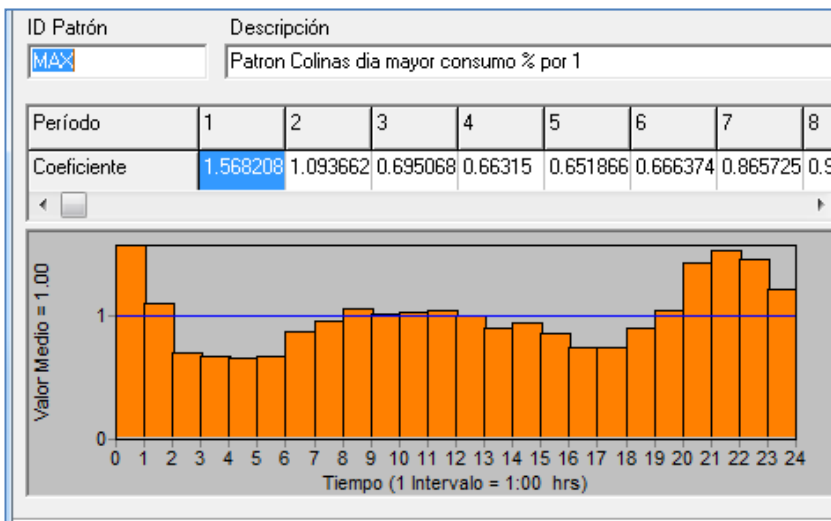 ID Patrón Descripción
MAX Patron Colinas dia mayor consumo % por 1
Período 1 2 3 4 5 6 7 8
Coeficiente 1.568208 1.093662 0.695068 0.66315 0.651866 0.666374 0.865725 0.9
Valor Medio = 1.00
1
0
0 1 2 3 4 5 6 7 8 9 10 11 12 13 14 15 16 17 18 19 20 21 22 23 24
Tiempo (1 Intervalo = 1:00 hrs)